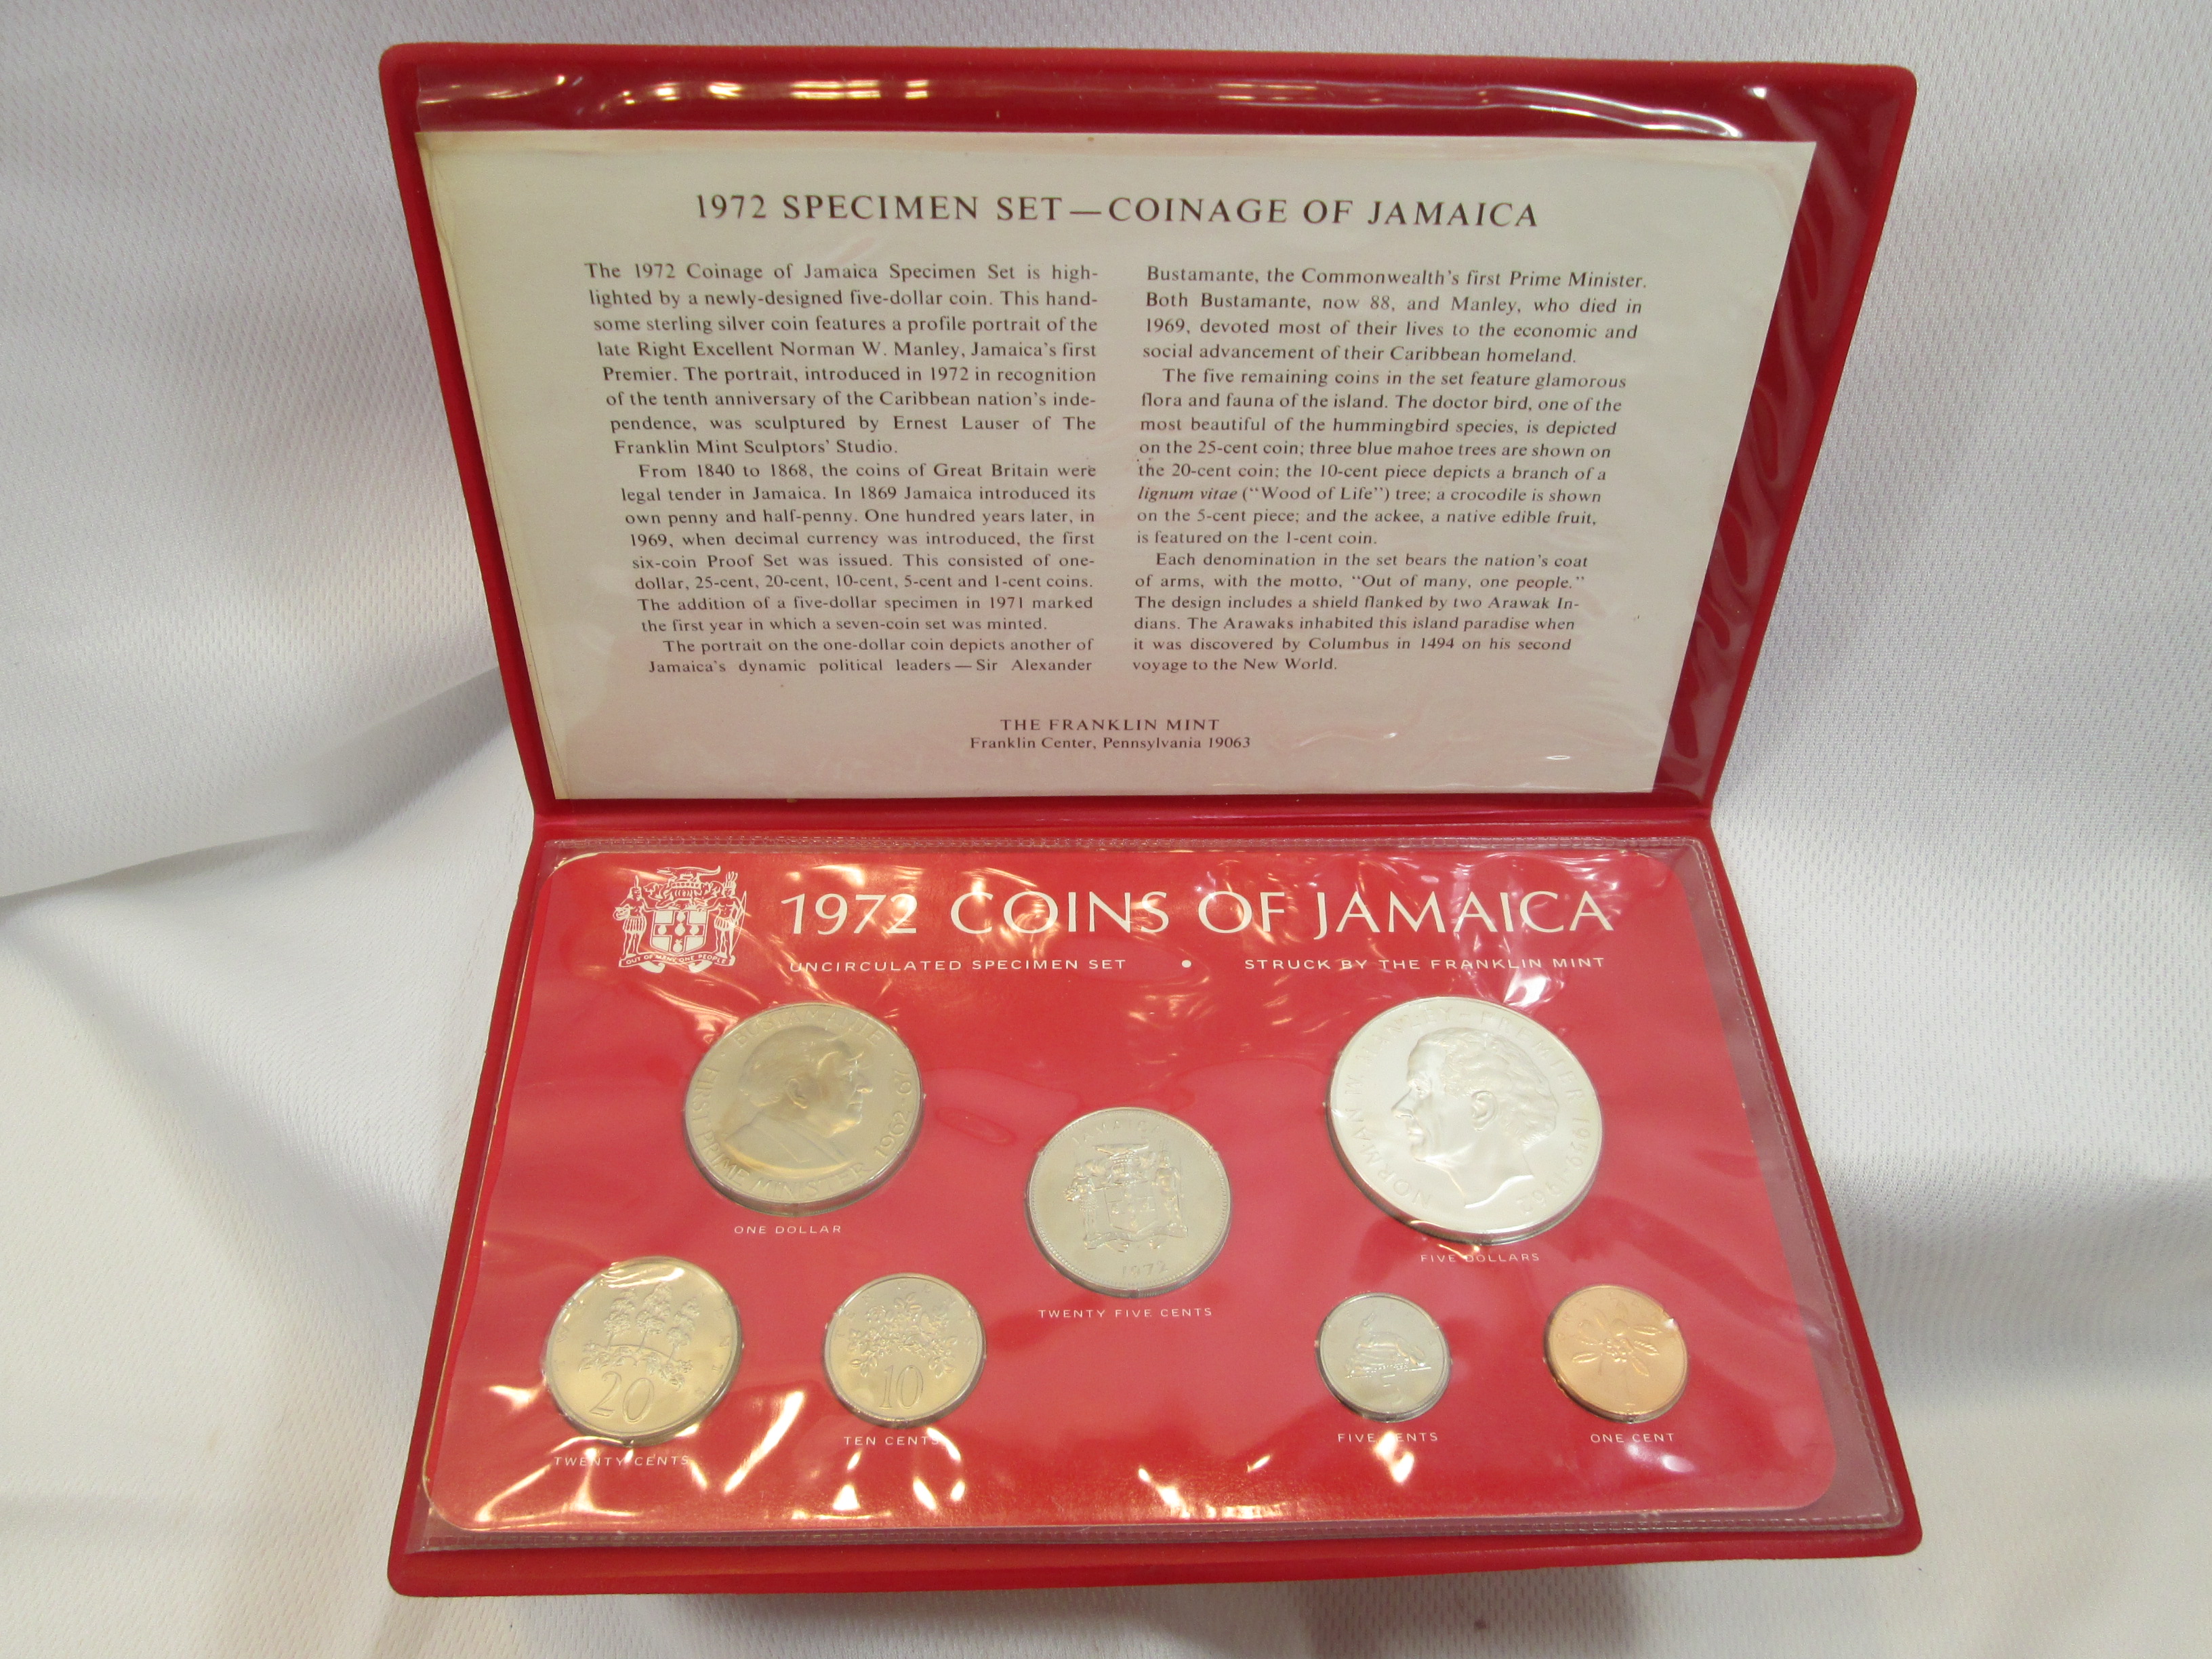 1972 SPECIMEN SET — COINAGE OF JAMAICA
The 1972 Coinage of Jamaica Specimen Set is high-
lighted by a newly-designed five-dollar coin. This hand-
some sterling silver coin features a profile portrait of the
late Right Excellent Norman W. Manley, Jamaica's first
Premier. The portrait, introduced in 1972 in recognition
of the tenth anniversary of the Caribbean nation's inde-
pendence, was sculptured by Ernest Lauser of The
Franklin Mint Sculptors' Studio.
From 1840 to 1868, the coins of Great Britain were
legal tender in Jamaica. In 1869 Jamaica introduced its
own penny and half-penny. One hundred years later, in
1969, when decimal currency was introduced, the first
six-coin Proof Set was issued. This consisted of one-
dollar, 25-cent, 20-cent, 10-cent, 5-cent and 1-cent coins.
The addition of a five-dollar specimen in 1971 marked
the first year in which a seven-coin set was minted.
The portrait on the one-dollar coin depicts another of
Jamaica's dynamic political leaders — Sir Alexander
Bustamante, the Commonwealth's first Prime Minister.
Both Bustamante, now 88, and Manley, who died in
1969, devoted most of their lives to the economic and
social advancement of their Caribbean homeland.
The five remaining coins in the set feature glamorous
flora and fauna of the island. The doctor bird, one of the
most beautiful of the hummingbird species, is depicted
on the 25-cent coin; three blue mahoe trees are shown on
the 20-cent coin; the 10-cent piece depicts a branch of a
lignum vitae ("Wood of Life") tree; a crocodile is shown
on the 5-cent piece; and the ackee, a native edible fruit,
is featured on the 1-cent coin.
Each denomination in the set bears the nation's coat
of arms, with the motto, "Out of many, one people."
The design includes a shield flanked by two Arawak In-
dians. The Arawaks inhabited this island paradise when
it was discovered by Columbus in 1494 on his second
voyage to the New World.
THE FRANKLIN MINT
Franklin Center, Pennsylvania 19063
OUT OF MANY, ONE PEOPLE
1972 COINS OF JAMAICA
UNCIRCULATED SPECIMEN SET • STRUCK BY THE FRANKLIN MINT
BUSTAMANTE
FIRST PRIME MINISTER 1962-67
ONE DOLLAR
JAMAICA
1972
TWENTY FIVE CENTS
NORMAN W. MANLEY PREMIER 1959-1962
FIVE DOLLARS
20
TWENTY CENTS
10
TEN CENTS
5
FIVE CENTS
ONE CENT